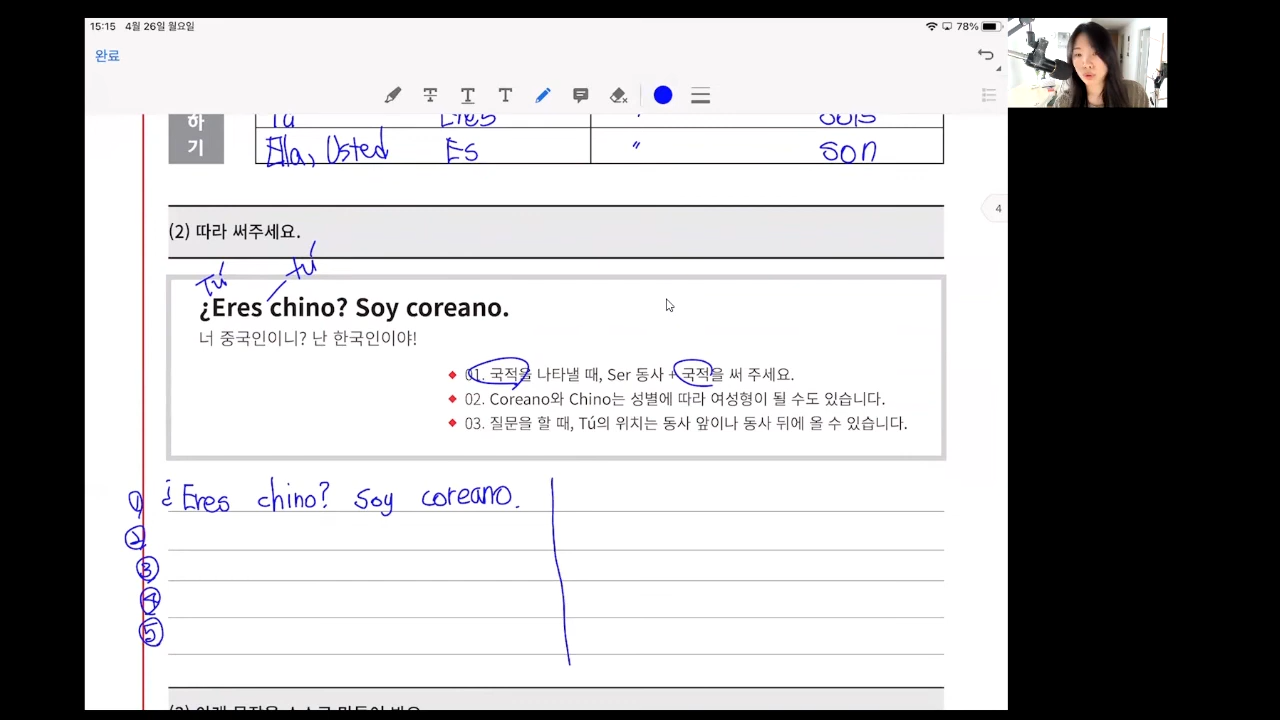 15:15 4월 26일 월요일
78%
완료
하
기
Tú Eres " sois
Ella, Usted Es " son
4
(2) 따라 써주세요.
Tú tú
¿Eres chino? Soy coreano.
너 중국인이니? 난 한국인이야!
01. 국적을 나타낼 때, Ser 동사 + 국적을 써 주세요.
02. Coreano와 Chino는 성별에 따라 여성형이 될 수도 있습니다.
03. 질문을 할 때, Tú의 위치는 동사 앞이나 동사 뒤에 올 수 있습니다.
① ¿Eres chino? Soy coreano.
②
③
④
⑤